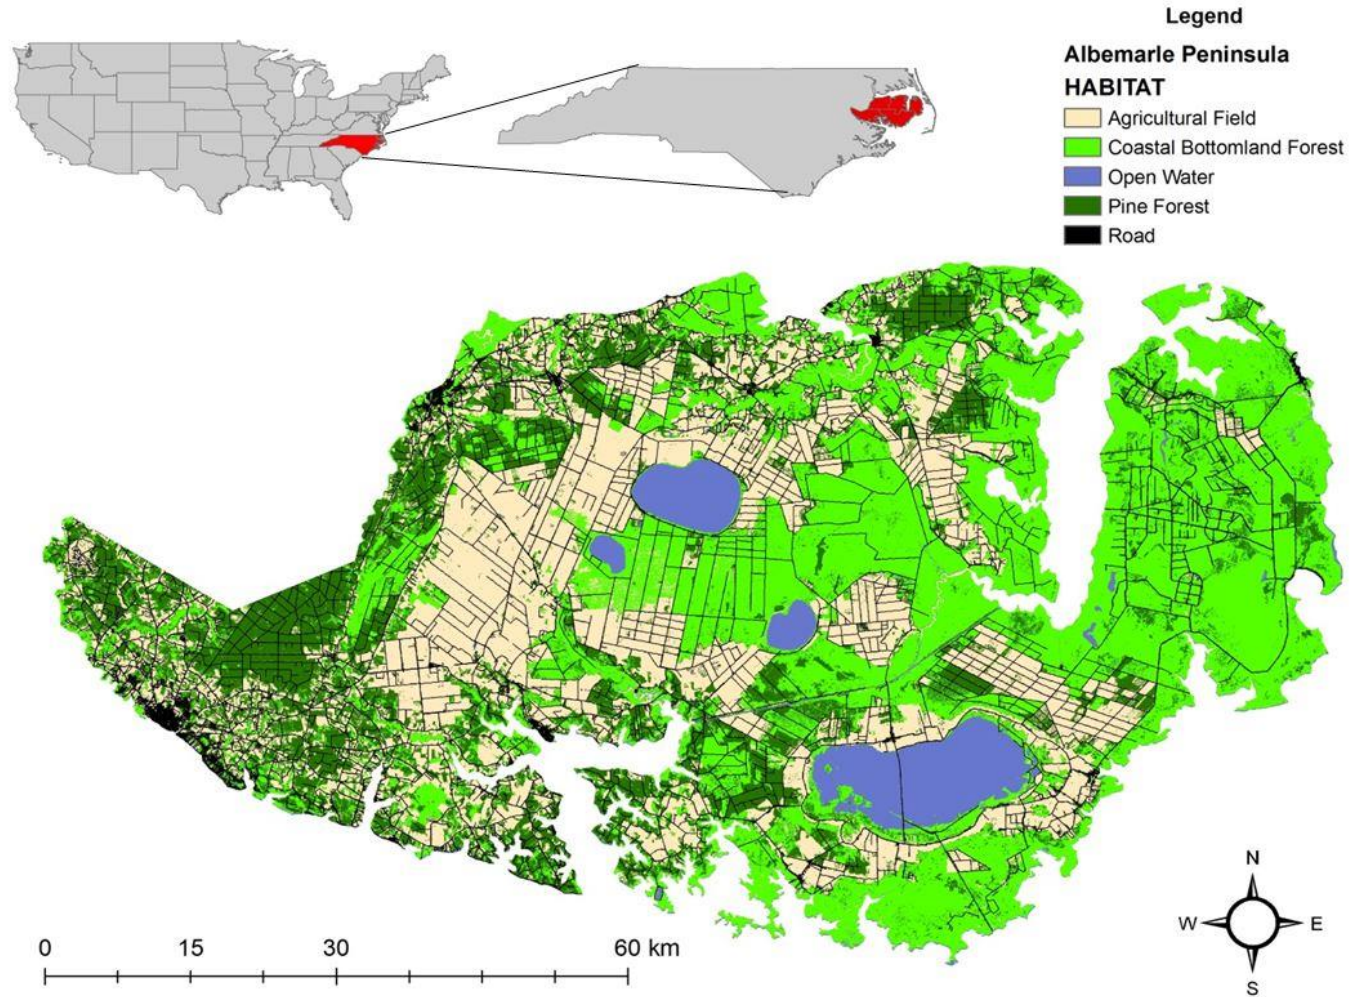 Legend
Albemarle Peninsula
HABITAT
Agricultural Field
Coastal Bottomland Forest
Open Water
Pine Forest
Road
N
W
E
S
0
15
30
60 km